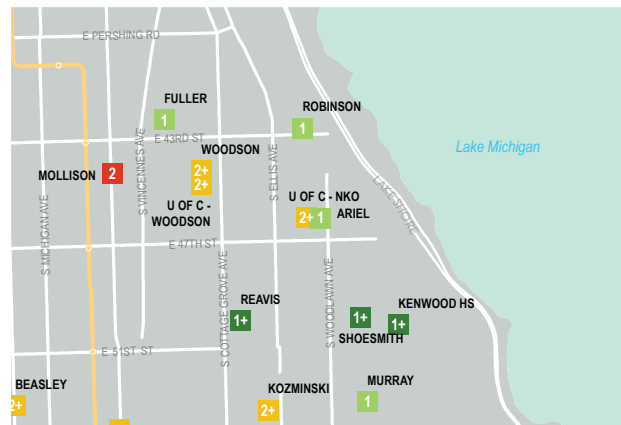 E PERSHING RD
FULLER
1
ROBINSON
1
E 43RD ST
WOODSON
2+
2+
MOLLISON
2
Lake Michigan
S VINCENNES AVE
S ELLIS AVE
U OF C -
WOODSON
U OF C - NKO
2+
1
ARIEL
LAKE SHORE
S MICHIGAN AVE
E 47TH ST
S COTTAGE GROVE AVE
S WOODLAWN AVE
REAVIS
1+
1+
SHOESMITH
KENWOOD HS
1+
E 51ST ST
BEASLEY
2+
KOZMINSKI
2+
MURRAY
1